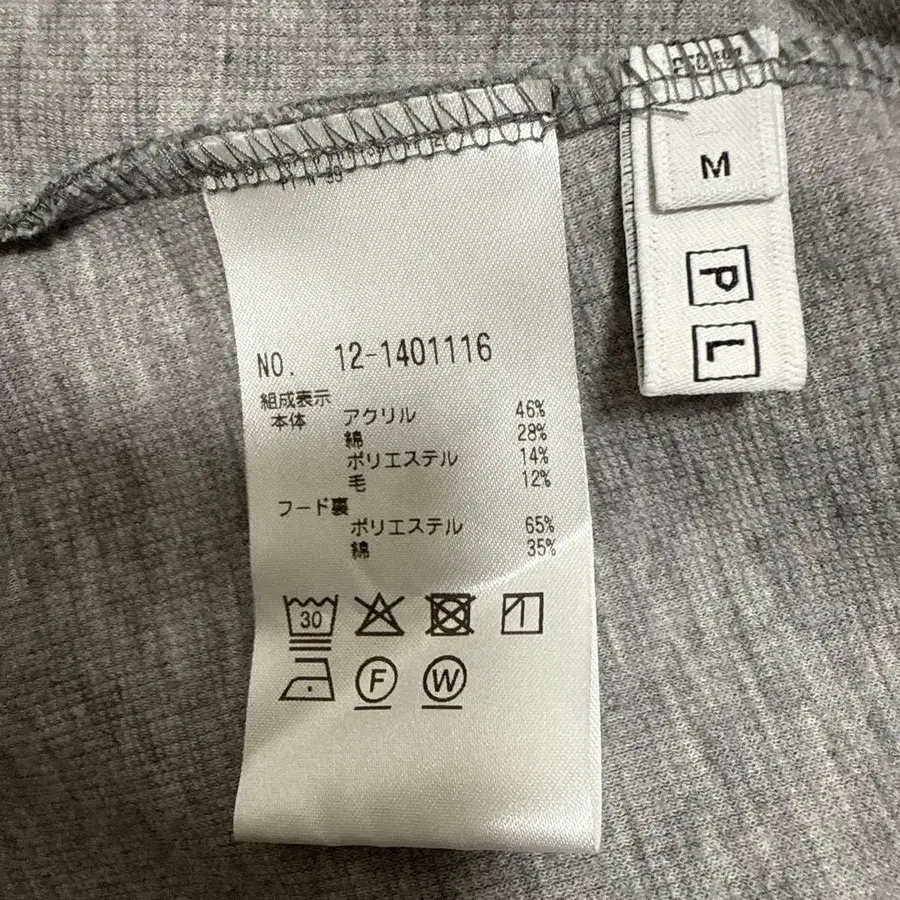 NO. 12-1401116
組成表示
本体 アクリル 46%
綿 28%
ポリエステル 14%
毛 12%
フード裏
ポリエステル 65%
綿 35%
30
F W
M
P
L